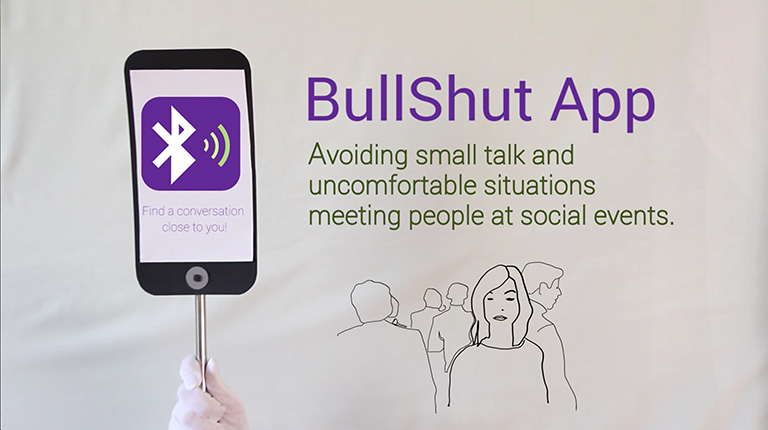 BullShut App
Avoiding small talk and
uncomfortable situations
meeting people at social events.
Find a conversation
close to you!